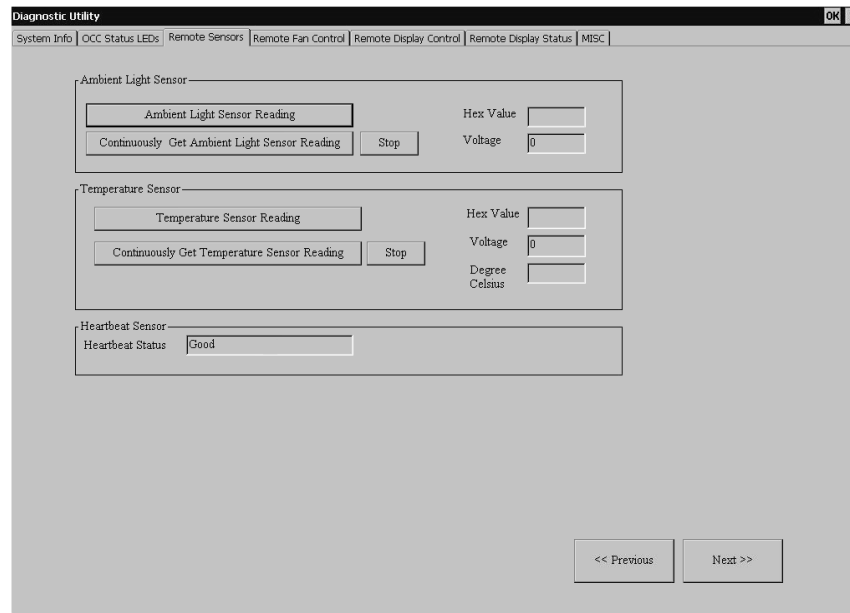 Diagnostic Utility OK
System Info OCC Status LEDs Remote Sensors Remote Fan Control Remote Display Control Remote Display Status MISC
Ambient Light Sensor
Ambient Light Sensor Reading Hex Value
Continuously Get Ambient Light Sensor Reading Stop Voltage 0
Temperature Sensor
Temperature Sensor Reading Hex Value
Continuously Get Temperature Sensor Reading Stop Voltage 0
Degree
Celsius
Heartbeat Sensor
Heartbeat Status Good
<< Previous Next >>